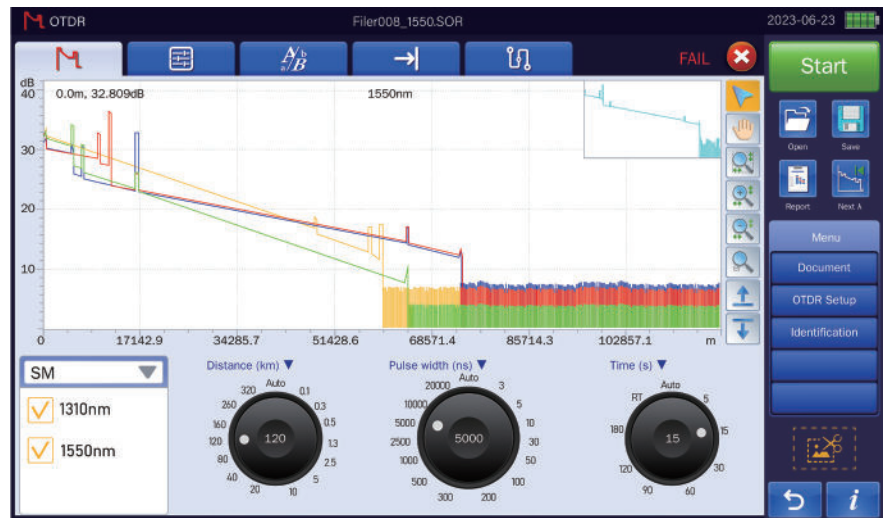 OTDR
Filer008_1550.SOR
2023-06-23
A/B
a
b
FAIL
Start
dB
40
0.0m, 32.809dB
1550nm
30
20
10
0
17142.9
34285.7
51428.6
68571.4
85714.3
102857.1
m
Open
Save
Report
Next λ
Menu
Document
OTDR Setup
Identification
SM
1310nm
1550nm
Distance (km)
Auto
0.1
0.3
0.5
1.3
2.5
5
10
20
40
80
120
160
260
320
120
Pulse width (ns)
Auto
3
5
10
30
50
100
200
300
500
1000
2500
5000
10000
20000
5000
Time (s)
Auto
5
15
30
60
90
120
180
RT
15
i